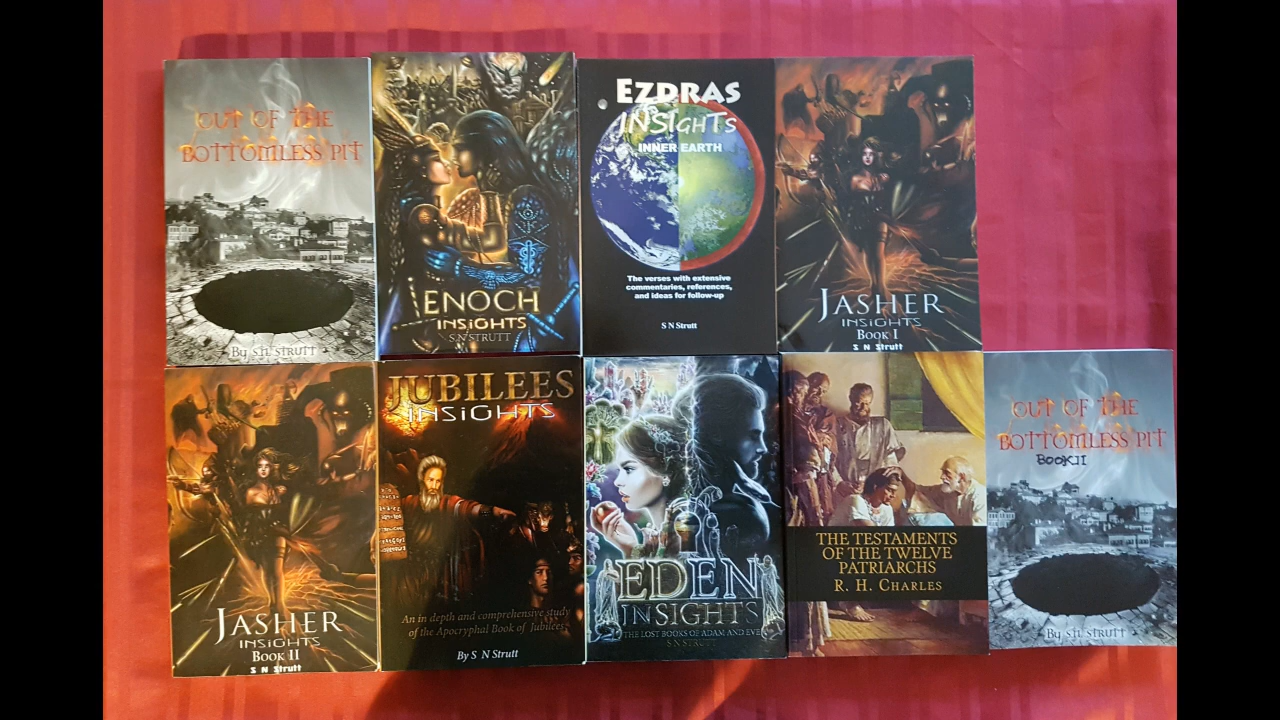 OUT OF THE
BOTTOMLESS PIT
By S.N. STRUTT
ENOCH
INSIGHTS
S.N STRUTT
EZDRAS
INSIGHTS
INNER EARTH
The verses with extensive
commentaries, references,
and ideas for follow-up
S N Strutt
JASHER
INSIGHTS
BOOK I
S N Strutt
JASHER
INSIGHTS
BOOK II
S N Strutt
JUBILEES
INSIGHTS
An in depth and comprehensive study
of the Apocryphal Book of Jubilees
By S N Strutt
EDEN
INSIGHTS
THE LOST BOOKS OF ADAM AND EVE
S N STRUTT
THE TESTAMENTS
OF THE TWELVE
PATRIARCHS
R. H. CHARLES
OUT OF THE
BOTTOMLESS PIT
BOOK II
By S.N. STRUTT